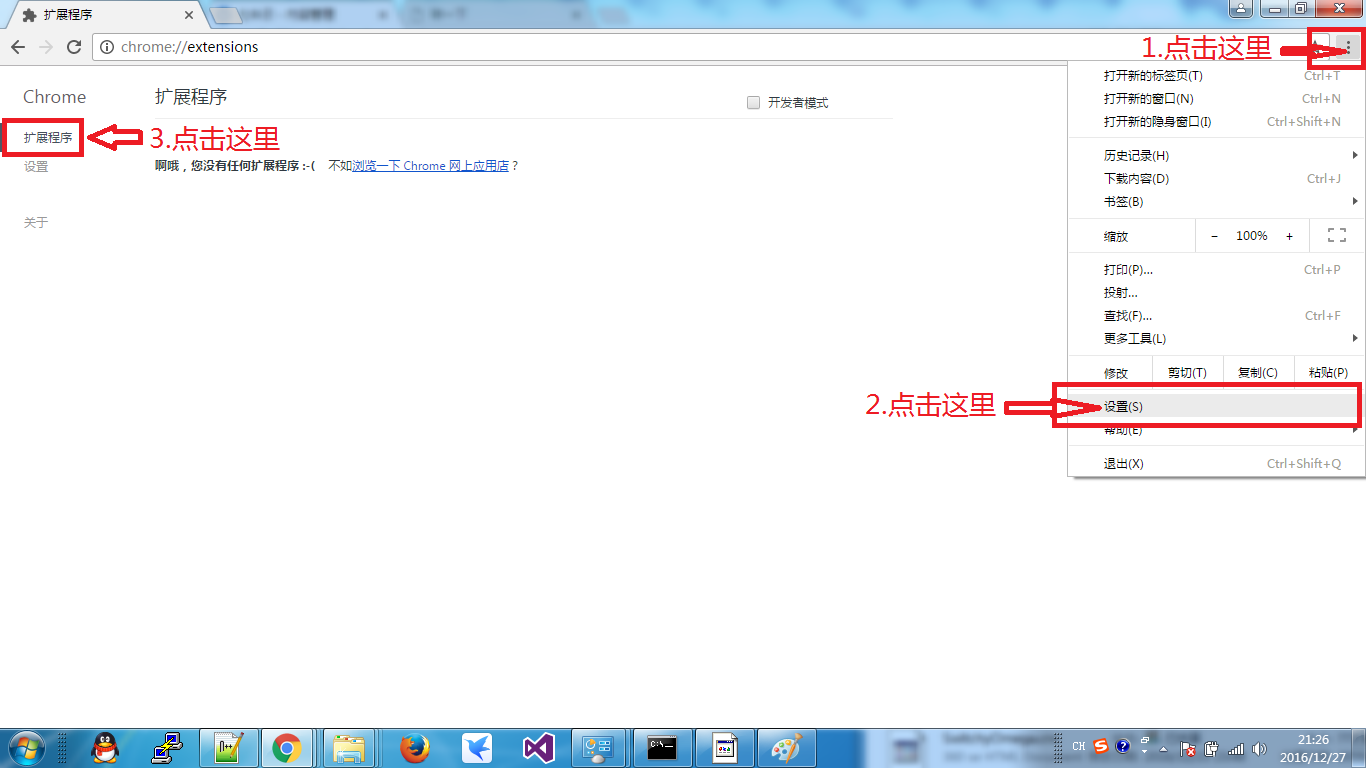 扩展程序
chrome://extensions
1.点击这里
Chrome
扩展程序
开发者模式
扩展程序
3.点击这里
设置
啊哦，您没有任何扩展程序 :-( 不如浏览一下 Chrome 网上应用店？
关于
打开新的标签页(T) Ctrl+T
打开新的窗口(N) Ctrl+N
打开新的隐身窗口(I) Ctrl+Shift+N
历史记录(H)
下载内容(D) Ctrl+J
书签(B)
缩放 - 100% +
打印(P)... Ctrl+P
投射...
查找(F)... Ctrl+F
更多工具(L)
修改 剪切(T) 复制(C) 粘贴(P)
2.点击这里
设置(S)
帮助(E)
退出(X) Ctrl+Shift+Q
CH
21:26
2016/12/27